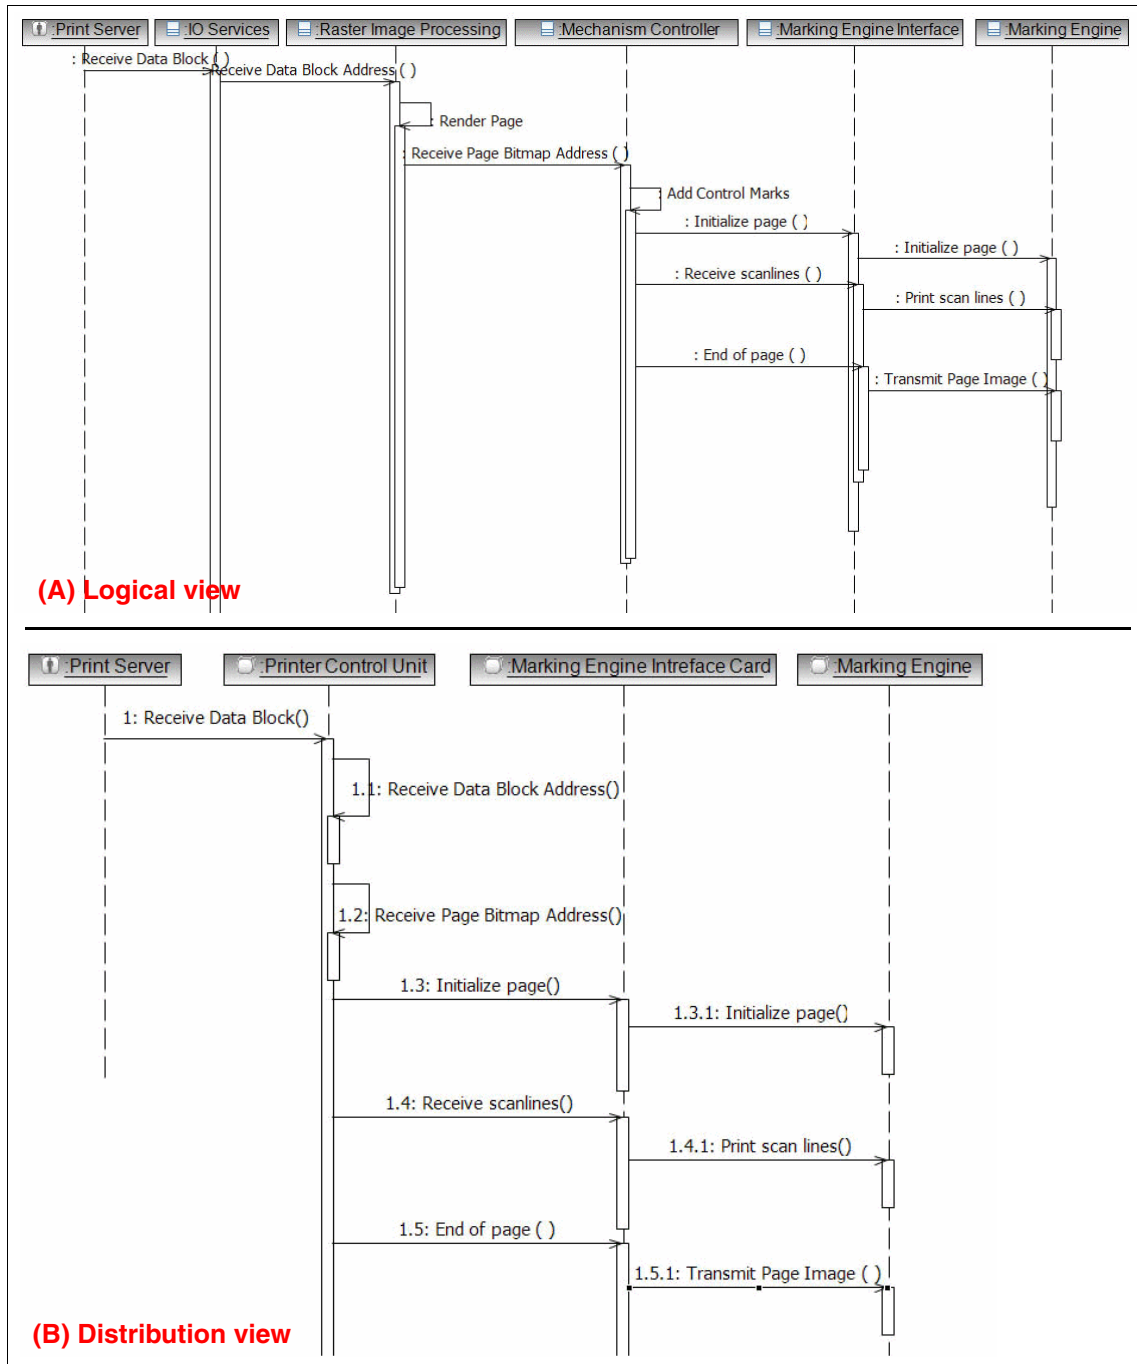 :Print Server :IO Services :Raster Image Processing :Mechanism Controller :Marking Engine Interface :Marking Engine
: Receive Data Block ( )
: Receive Data Block Address ( )
: Render Page
: Receive Page Bitmap Address ( )
: Add Control Marks
: Initialize page ( )
: Initialize page ( )
: Receive scanlines ( )
: Print scan lines ( )
: End of page ( )
: Transmit Page Image ( )
(A) Logical view
:Print Server :Printer Control Unit :Marking Engine Intreface Card :Marking Engine
1: Receive Data Block()
1.1: Receive Data Block Address()
1.2: Receive Page Bitmap Address()
1.3: Initialize page()
1.3.1: Initialize page()
1.4: Receive scanlines()
1.4.1: Print scan lines()
1.5: End of page ( )
1.5.1: Transmit Page Image ( )
(B) Distribution view